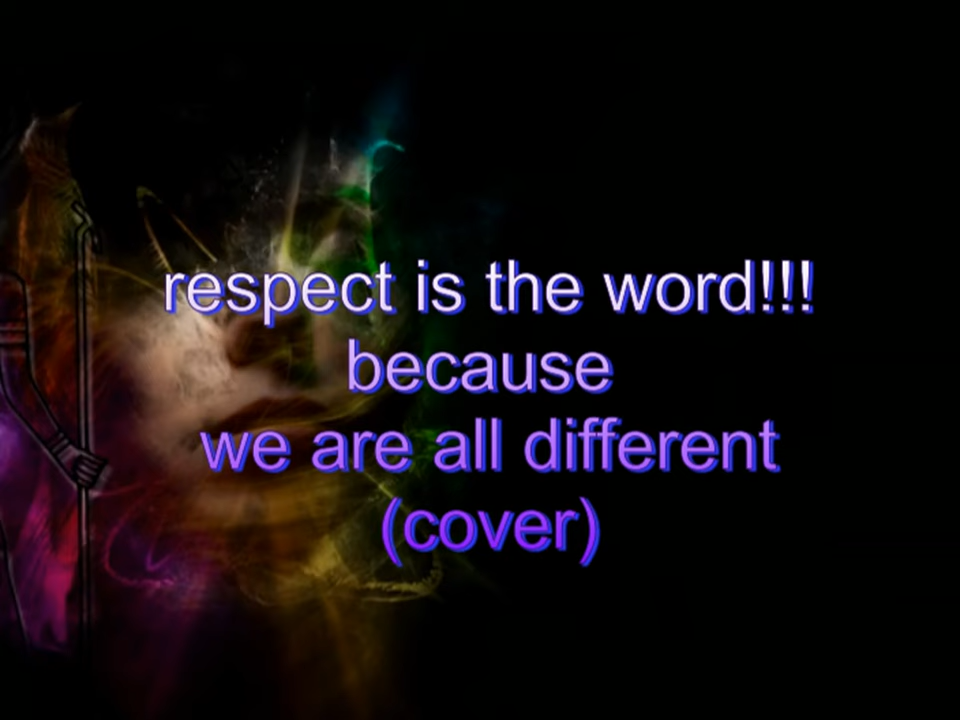 respect is the word!!!
because
we are all different
(cover)